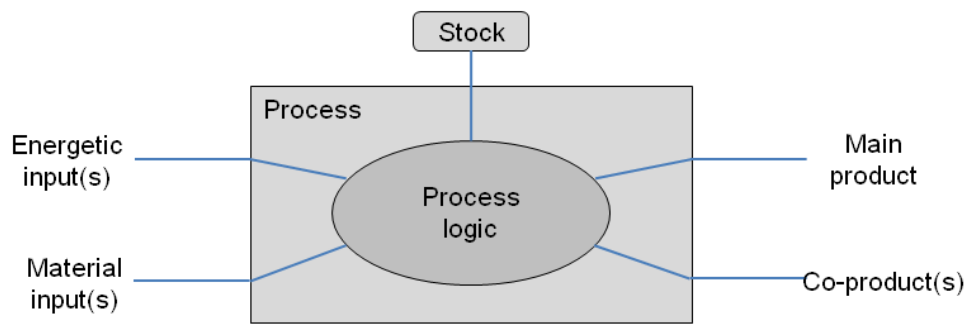 Stock
Process
Energetic
input(s)
Main
product
Process
logic
Material
input(s)
Co-product(s)